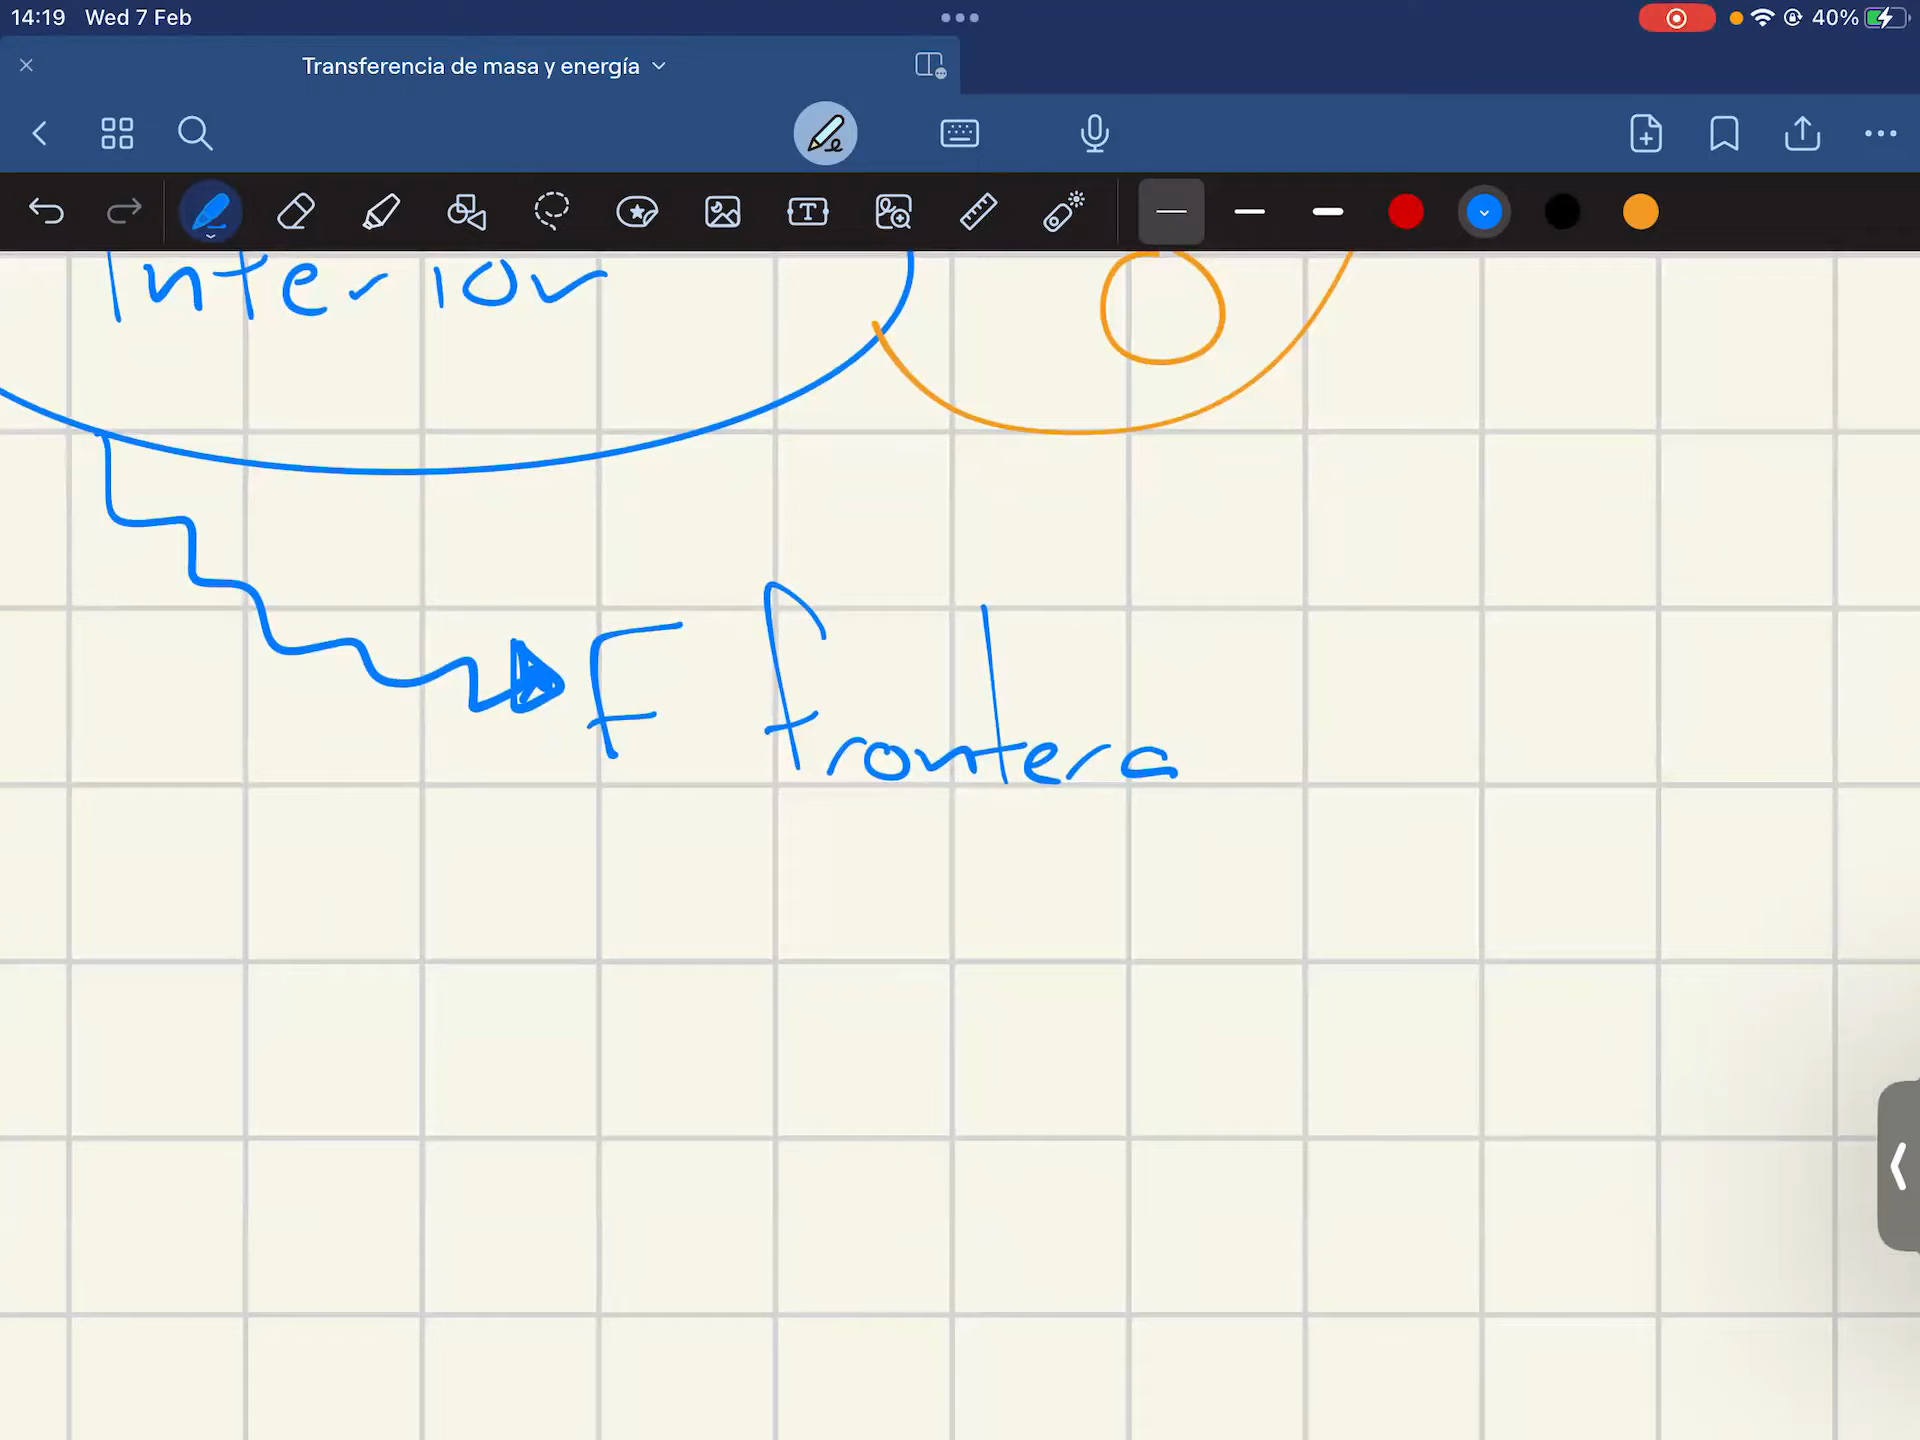 14:19 Wed 7 Feb
40%
Transferencia de masa y energía
Interior
F frontera